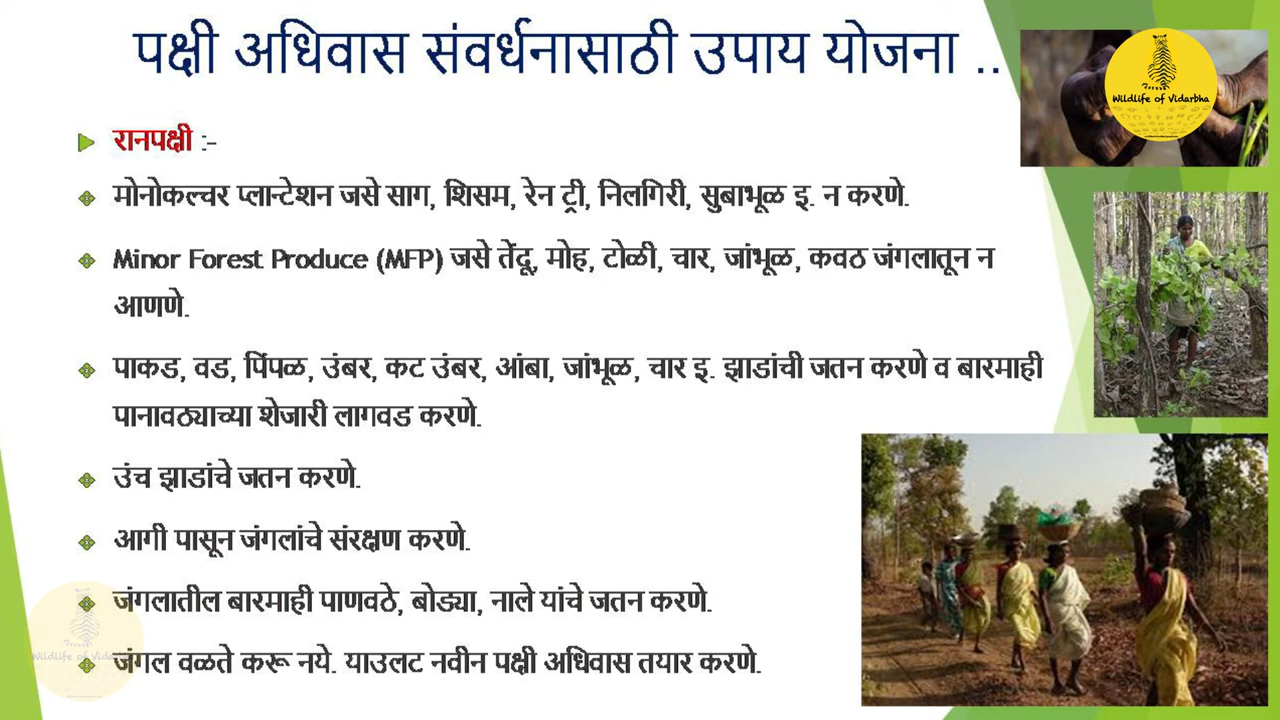 पक्षी अधिवास संवर्धनासाठी उपाय योजना ..
Wildlife of Vidarbha
रानपक्षी :-
मोनोकल्चर प्लान्टेशन जसे साग, शिसम, रेन ट्री, निलगिरी, सुबाभूळ इ. न करणे.
Minor Forest Produce (MFP) जसे तेंदू, मोह, टोळी, चार, जांभूळ, कवठ जंगलातून न
आणणे.
पाकड, वड, पिंपळ, उंबर, कट उंबर, आंबा, जांभूळ, चार इ. झाडांची जतन करणे व बारमाही
पानावठ्याच्या शेजारी लागवड करणे.
उंच झाडांचे जतन करणे.
आगी पासून जंगलांचे संरक्षण करणे.
जंगलातील बारमाही पाणवठे, बोड्या, नाले यांचे जतन करणे.
जंगल वळते करू नये. याउलट नवीन पक्षी अधिवास तयार करणे.
Wildlife of Vidarbha